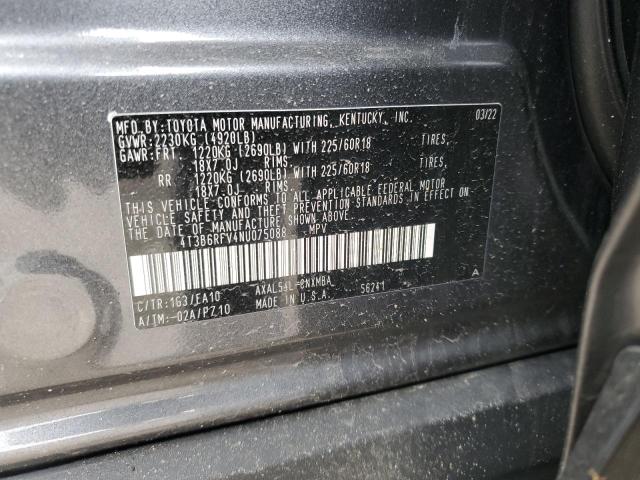 MFD. BY: TOYOTA MOTOR MANUFACTURING, KENTUCKY, INC. 03/22
GVWR: 2230KG (4920LB)
GAWR: FRT. 1220KG (2690LB) WITH 225/60R18 TIRES,
18X7.0J RIMS.
RR 1220KG (2690LB) WITH 225/60R18 TIRES,
18X7.0J RIMS.
THIS VEHICLE CONFORMS TO ALL APPLICABLE FEDERAL MOTOR
VEHICLE SAFETY AND THEFT PREVENTION STANDARDS IN EFFECT ON
THE DATE OF MANUFACTURE SHOWN ABOVE.
4T3B6RFV4NU075088 MPV
C/TR: 1G3/EA10 AXAL54L-CNXMBA 56241 A
A/TM: -02A/PZ10 MADE IN U.S.A.